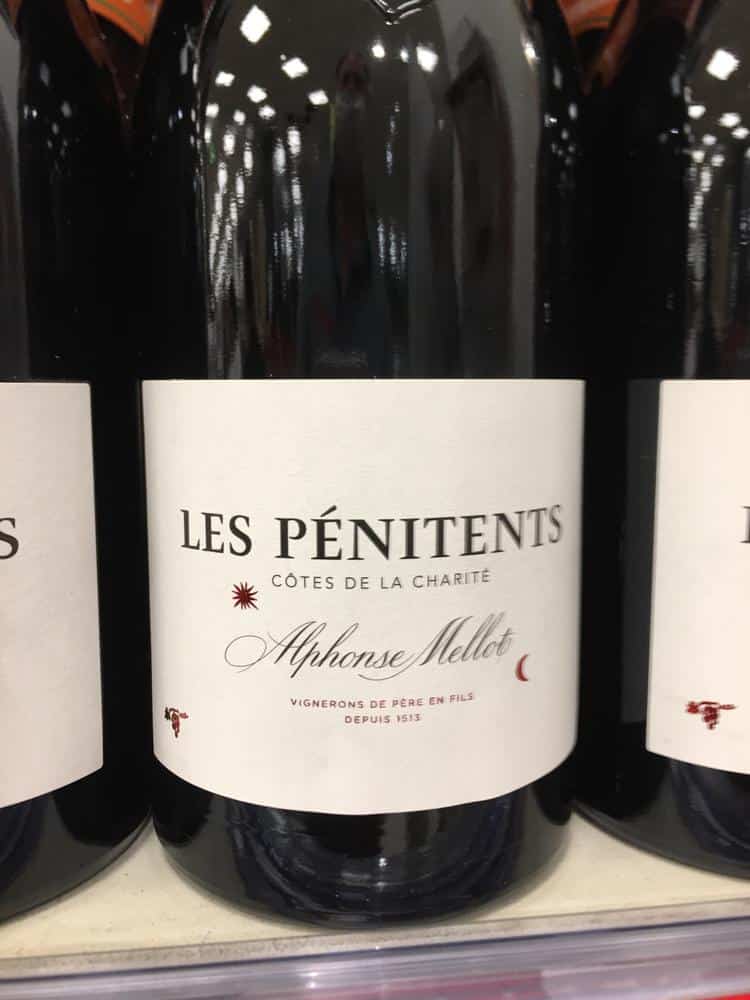 LES PÉNITENTS
CÔTES DE LA CHARITÉ
Alphonse Mellot
VIGNERONS DE PÈRE EN FILS
DEPUIS 1513